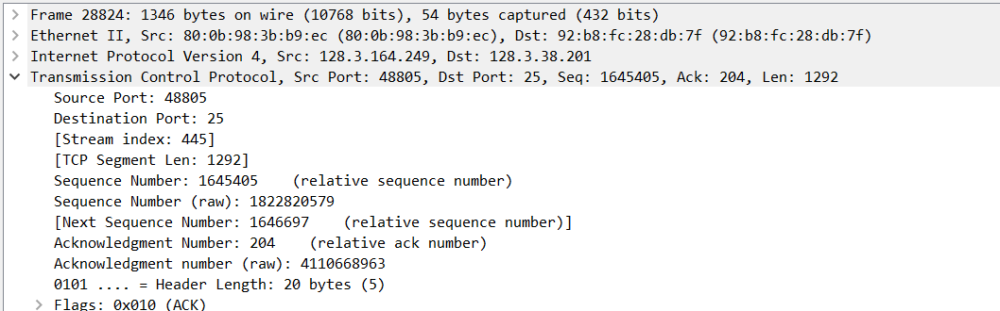 Frame 28824: 1346 bytes on wire (10768 bits), 54 bytes captured (432 bits)
Ethernet II, Src: 80:0b:98:3b:b9:ec (80:0b:98:3b:b9:ec), Dst: 92:b8:fc:28:db:7f (92:b8:fc:28:db:7f)
Internet Protocol Version 4, Src: 128.3.164.249, Dst: 128.3.38.201
Transmission Control Protocol, Src Port: 48805, Dst Port: 25, Seq: 1645405, Ack: 204, Len: 1292
Source Port: 48805
Destination Port: 25
[Stream index: 445]
[TCP Segment Len: 1292]
Sequence Number: 1645405    (relative sequence number)
Sequence Number (raw): 1822820579
[Next Sequence Number: 1646697    (relative sequence number)]
Acknowledgment Number: 204    (relative ack number)
Acknowledgment number (raw): 4110668963
0101 .... = Header Length: 20 bytes (5)
Flags: 0x010 (ACK)